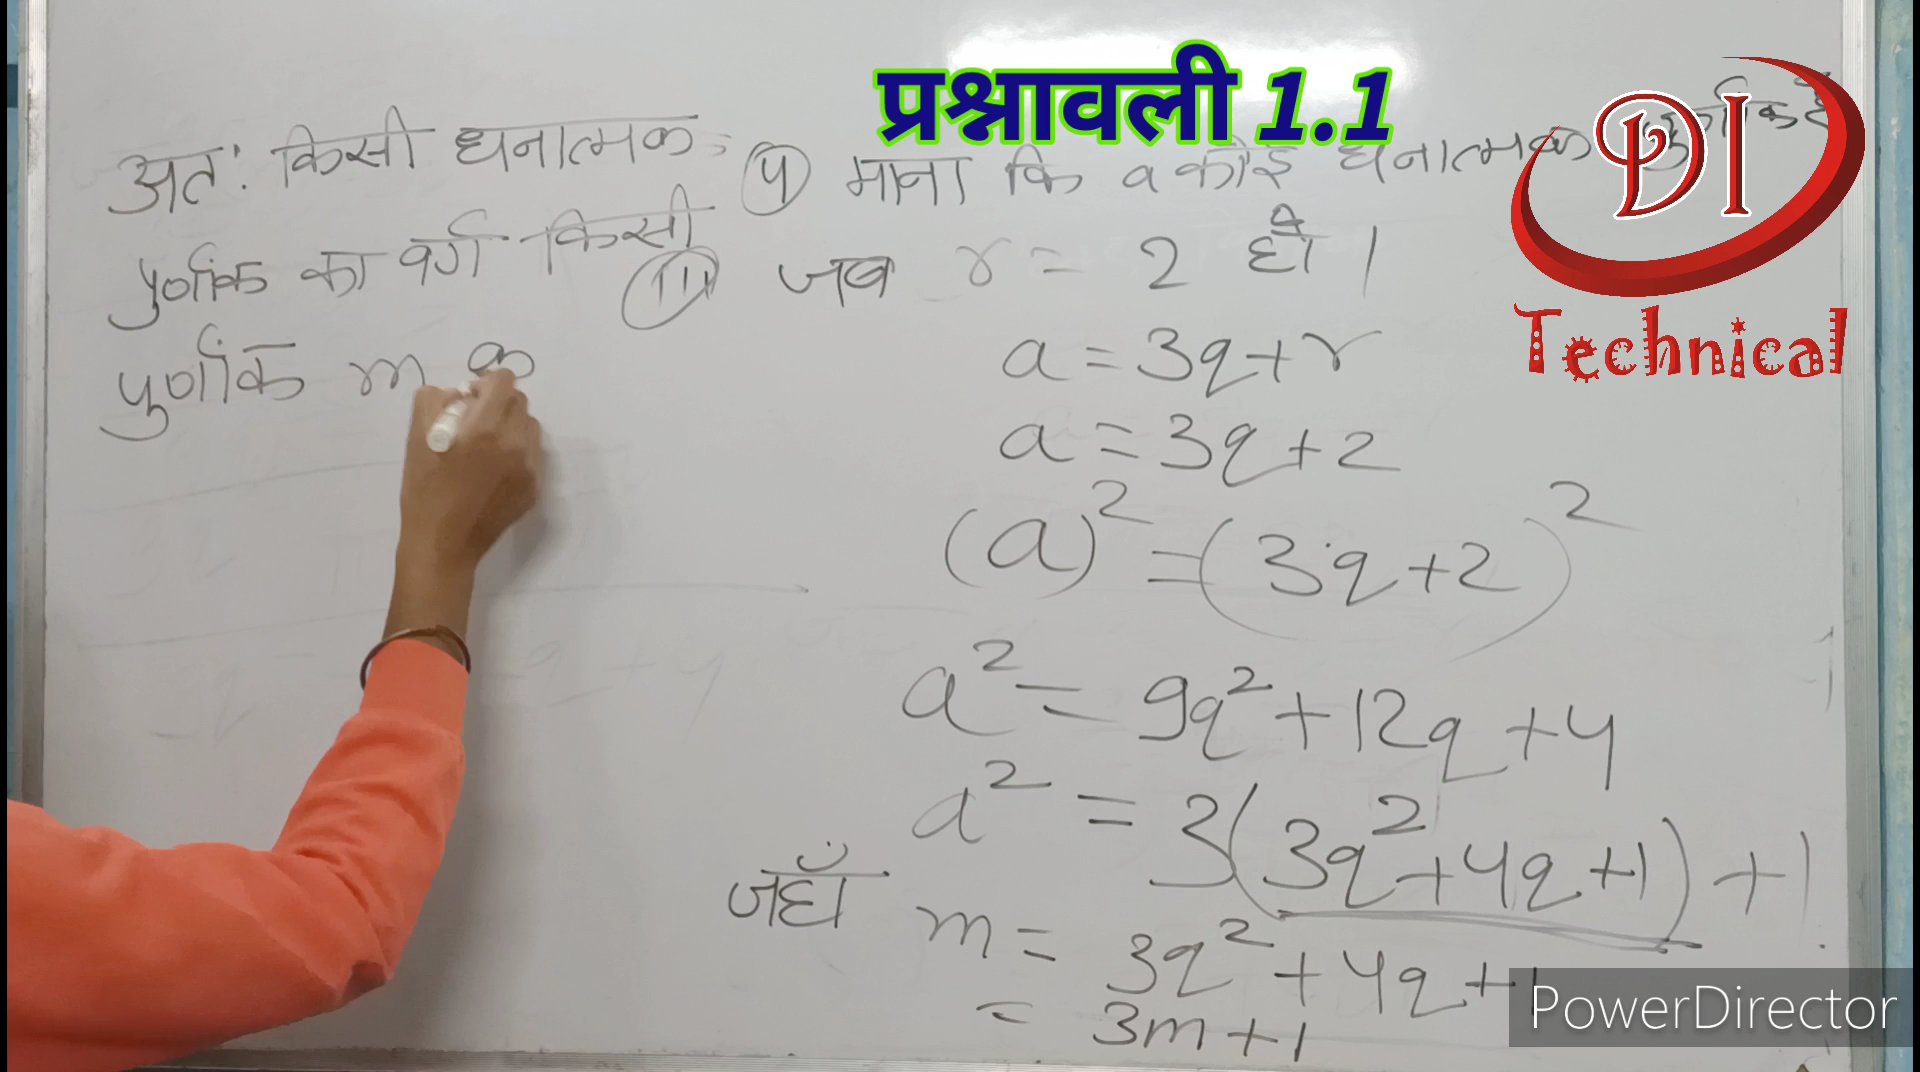 प्रश्नावली 1.1
DI
Technical
अत: किसी धनात्मक
पुर्णांक का वर्ग किसी
पुर्णांक m क
४ माना कि a कोई धनात्मक
III जब r = 2 हो।
a = 3q + r
a = 3q + 2
(a)² = (3q + 2)²
a² = 9q² + 12q + 4
a² = 3(3q² + 4q + 1) + 1
जहाँ m = 3q² + 4q + 1
= 3m + 1
PowerDirector